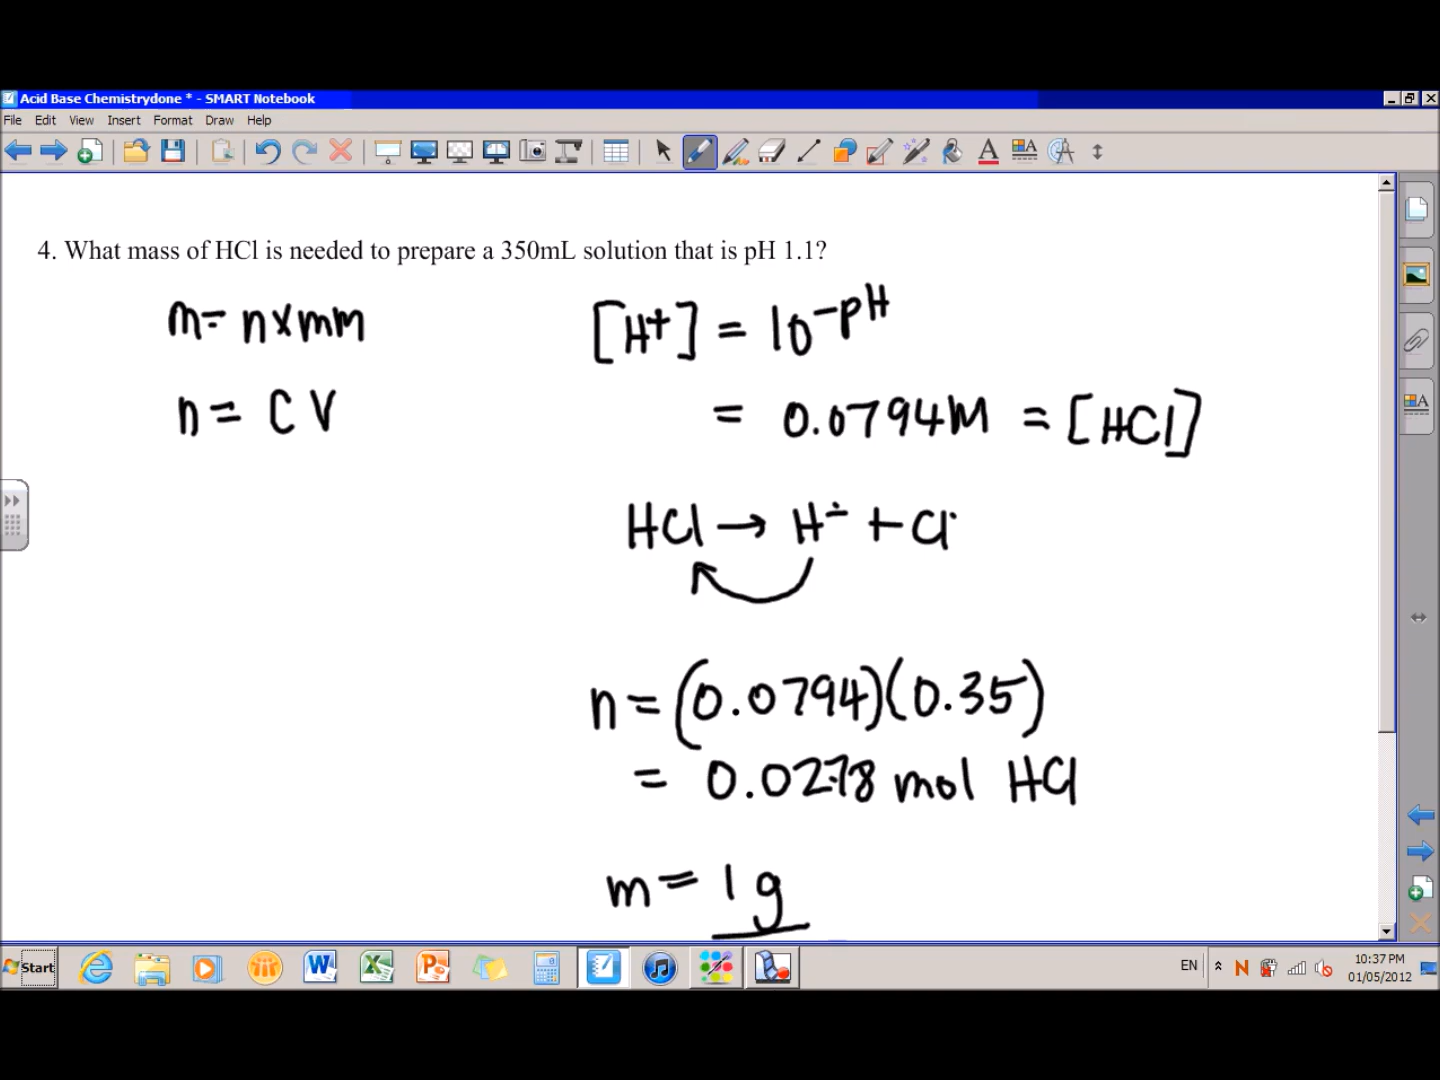 Acid Base Chemistrydone * - SMART Notebook
File Edit View Insert Format Draw Help
4. What mass of HCl is needed to prepare a 350mL solution that is pH 1.1?
m= n x mm
[H+] = 10^-pH
n = C V
= 0.0794M = [HCl]
HCl → H+ + Cl-
n = (0.0794)(0.35)
= 0.0278 mol HCl
m = 1 g
Start
EN
10:37 PM
01/05/2012